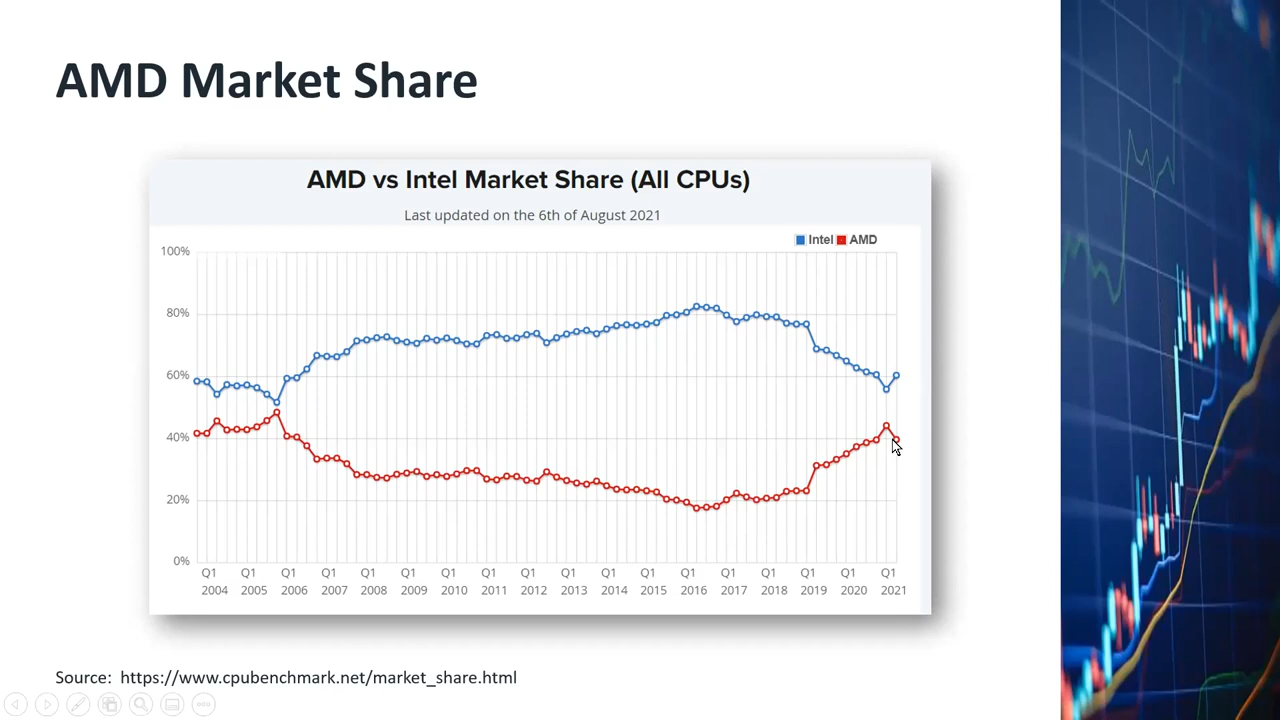 AMD Market Share
AMD vs Intel Market Share (All CPUs)
Last updated on the 6th of August 2021
Intel AMD
100%
80%
60%
40%
20%
0%
Q1 Q1 Q1 Q1 Q1 Q1 Q1 Q1 Q1 Q1 Q1 Q1 Q1 Q1 Q1 Q1 Q1 Q1
2004 2005 2006 2007 2008 2009 2010 2011 2012 2013 2014 2015 2016 2017 2018 2019 2020 2021
Source: https://www.cpubenchmark.net/market_share.html